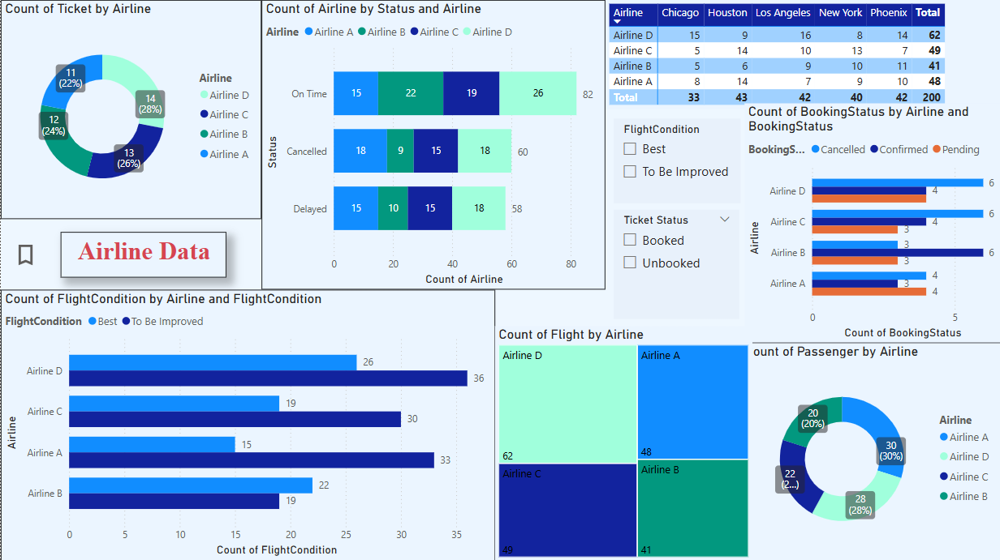 Count of Ticket by Airline
11
(22%)
14
(28%)
12
(24%)
13
(26%)
Airline
Airline D
Airline C
Airline B
Airline A
Count of Airline by Status and Airline
Airline Airline A Airline B Airline C Airline D
Status
On Time 15 22 19 26 82
Cancelled 18 9 15 18 60
Delayed 15 10 15 18 58
0 20 40 60 80
Count of Airline
Airline Chicago Houston Los Angeles New York Phoenix Total
Airline D 15 9 16 8 14 62
Airline C 5 14 10 13 7 49
Airline B 5 6 9 10 11 41
Airline A 8 14 7 9 10 48
Total 33 43 42 40 42 200
FlightCondition
Best
To Be Improved
Ticket Status
Booked
Unbooked
Count of BookingStatus by Airline and
BookingStatus
BookingS... Cancelled Confirmed Pending
Airline
Airline D 6
4
Airline C 6
4
3
Airline B 3
6
3
Airline A 4
3
4
0 5
Count of BookingStatus
Airline Data
Count of FlightCondition by Airline and FlightCondition
FlightCondition Best To Be Improved
Airline
Airline D 26
36
Airline C 19
30
Airline A 15
33
Airline B 22
19
0 5 10 15 20 25 30 35
Count of FlightCondition
Count of Flight by Airline
Airline D
62
Airline A
48
Airline C
49
Airline B
41
ount of Passenger by Airline
20
(20%)
30
(30%)
22
(2...)
28
(28%)
Airline
Airline A
Airline D
Airline C
Airline B